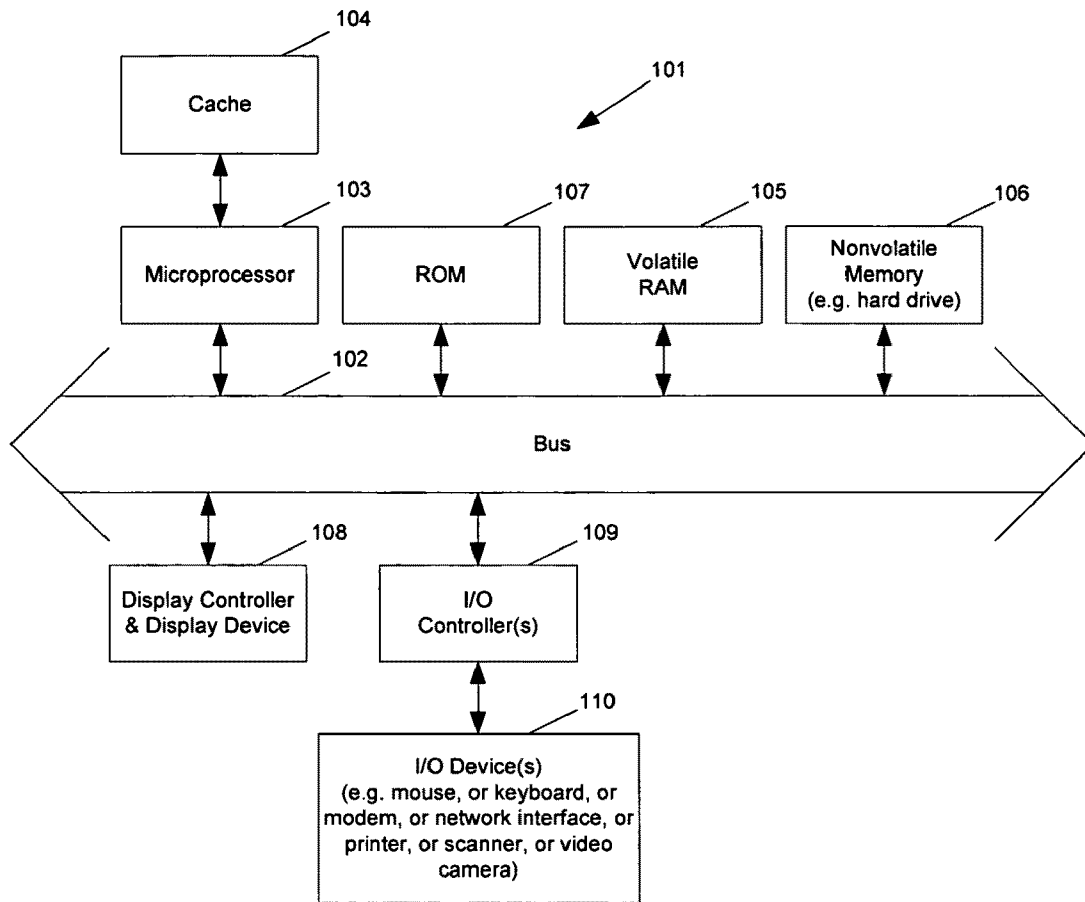 104
Cache
101
103
107
105
106
Microprocessor
ROM
Volatile
RAM
Nonvolatile
Memory
(e.g. hard drive)
102
Bus
108
109
Display Controller
& Display Device
I/O
Controller(s)
110
I/O Device(s)
(e.g. mouse, or keyboard, or
modem, or network interface, or
printer, or scanner, or video
camera)